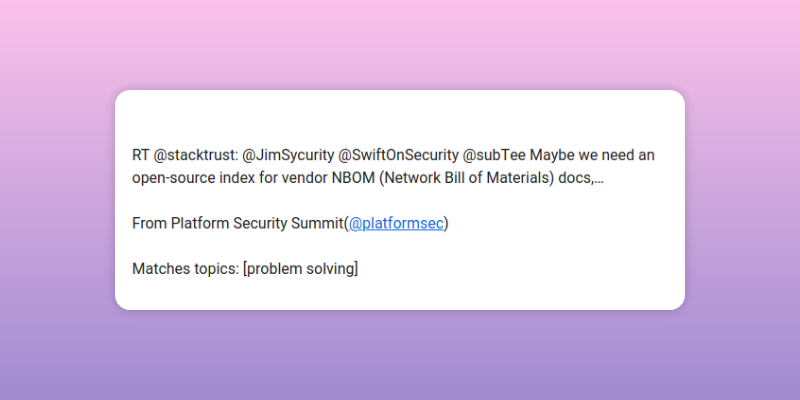 RT @stacktrust: @JimSycurity @SwiftOnSecurity @subTee Maybe we need an
open-source index for vendor NBOM (Network Bill of Materials) docs,…
From Platform Security Summit(@platformsec)
Matches topics: [problem solving]